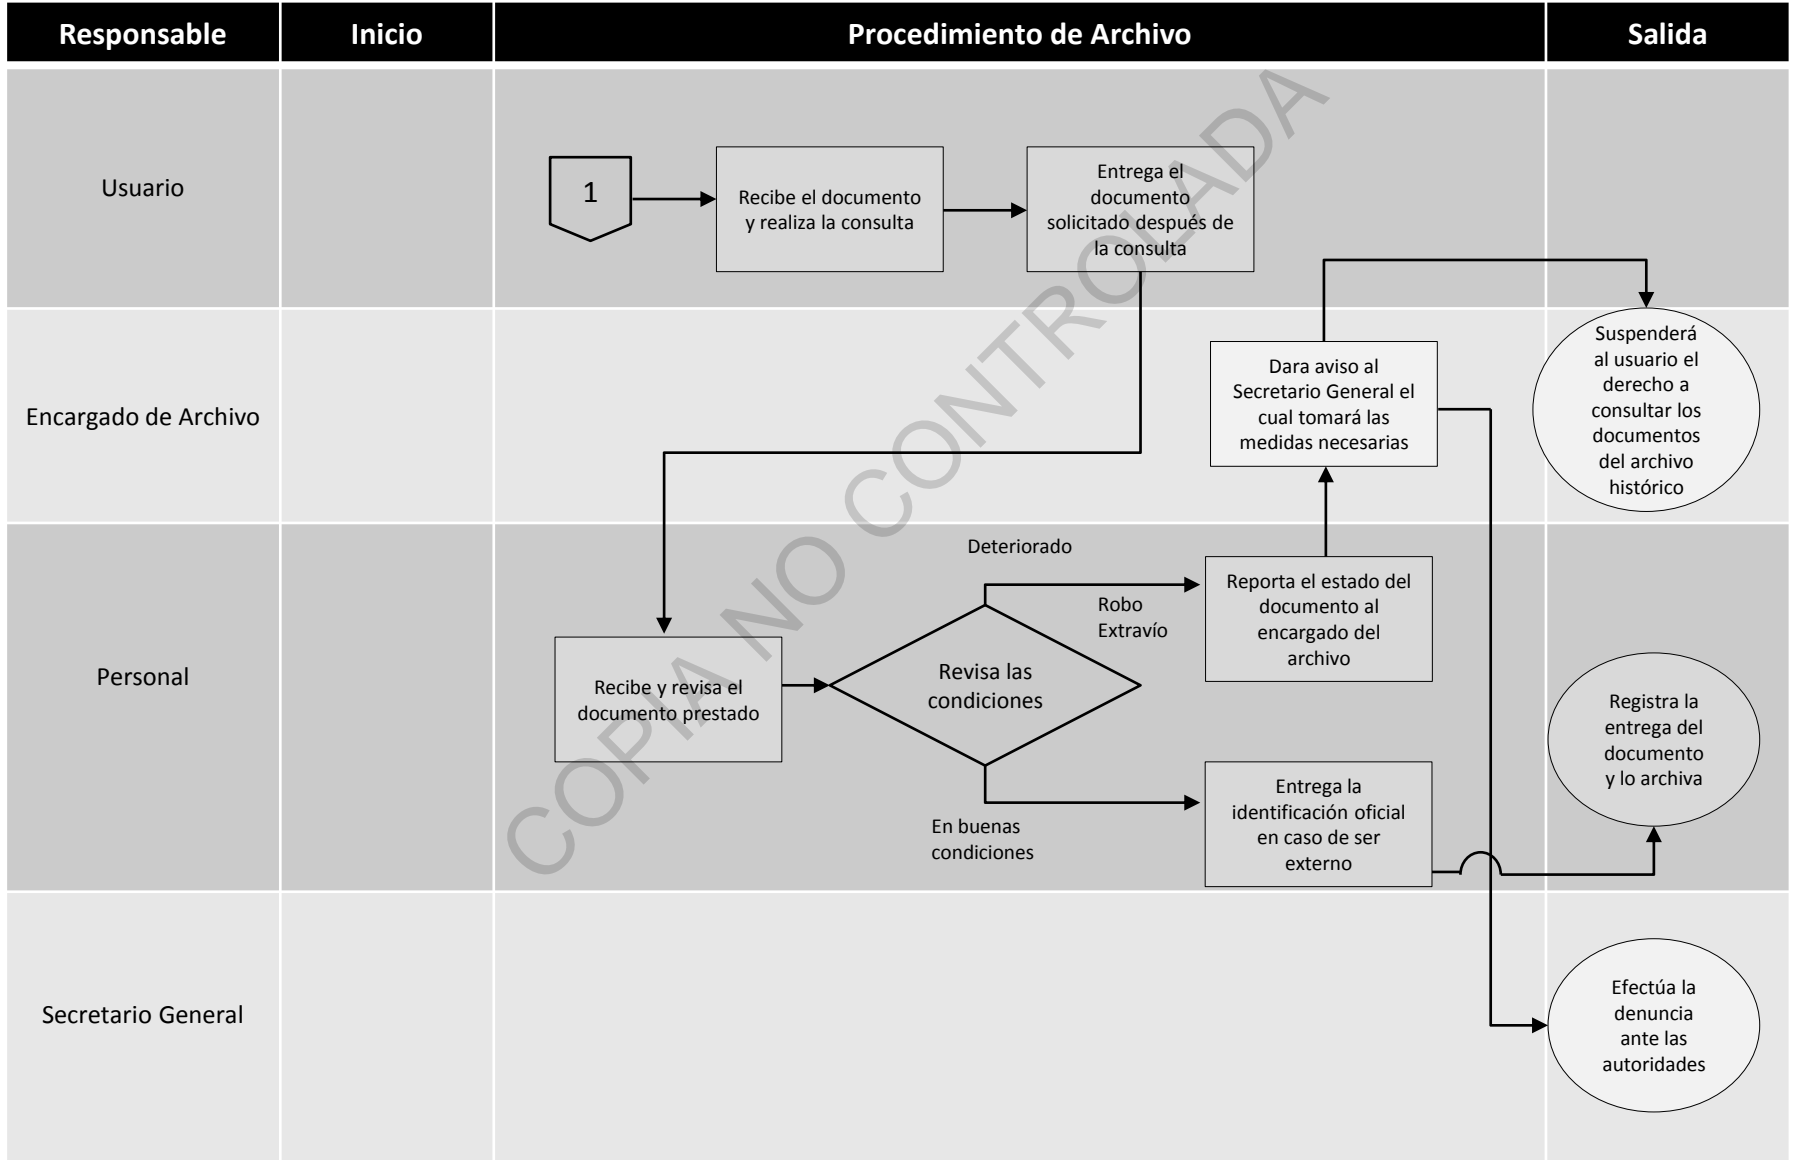 Responsable
Inicio
Procedimiento de Archivo
Salida
Usuario
1
Recibe el documento
y realiza la consulta
Entrega el
documento
solicitado después de
la consulta
Encargado de Archivo
Dara aviso al
Secretario General el
cual tomará las
medidas necesarias
Suspenderá
al usuario el
derecho a
consultar los
documentos
del archivo
histórico
Personal
Recibe y revisa el
documento prestado
Revisa las
condiciones
Deteriorado
Robo
Extravío
Reporta el estado del
documento al
encargado del
archivo
En buenas
condiciones
Entrega la
identificación oficial
en caso de ser
externo
Registra la
entrega del
documento
y lo archiva
Secretario General
Efectúa la
denuncia
ante las
autoridades
COPIA NO CONTROLADA